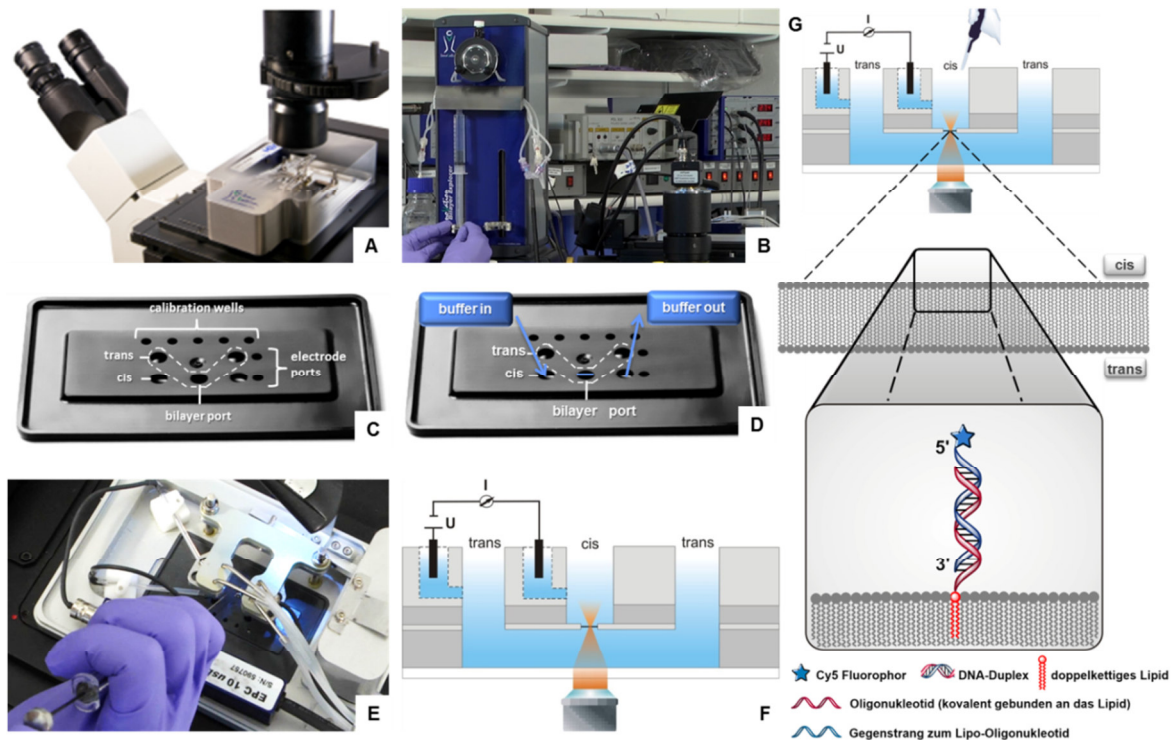 A
B
calibration wells
trans
cis
electrode
ports
bilayer port
C
buffer in
buffer out
trans
cis
bilayer port
D
EPC 10 usb
S/N: 590767
E
I
U
trans
cis
trans
F
G
I
U
trans
cis
trans
cis
trans
5'
3'
Cy5 Fluorophor
DNA-Duplex
doppelkettiges Lipid
Oligonukleotid (kovalent gebunden an das Lipid)
Gegenstrang zum Lipo-Oligonukleotid